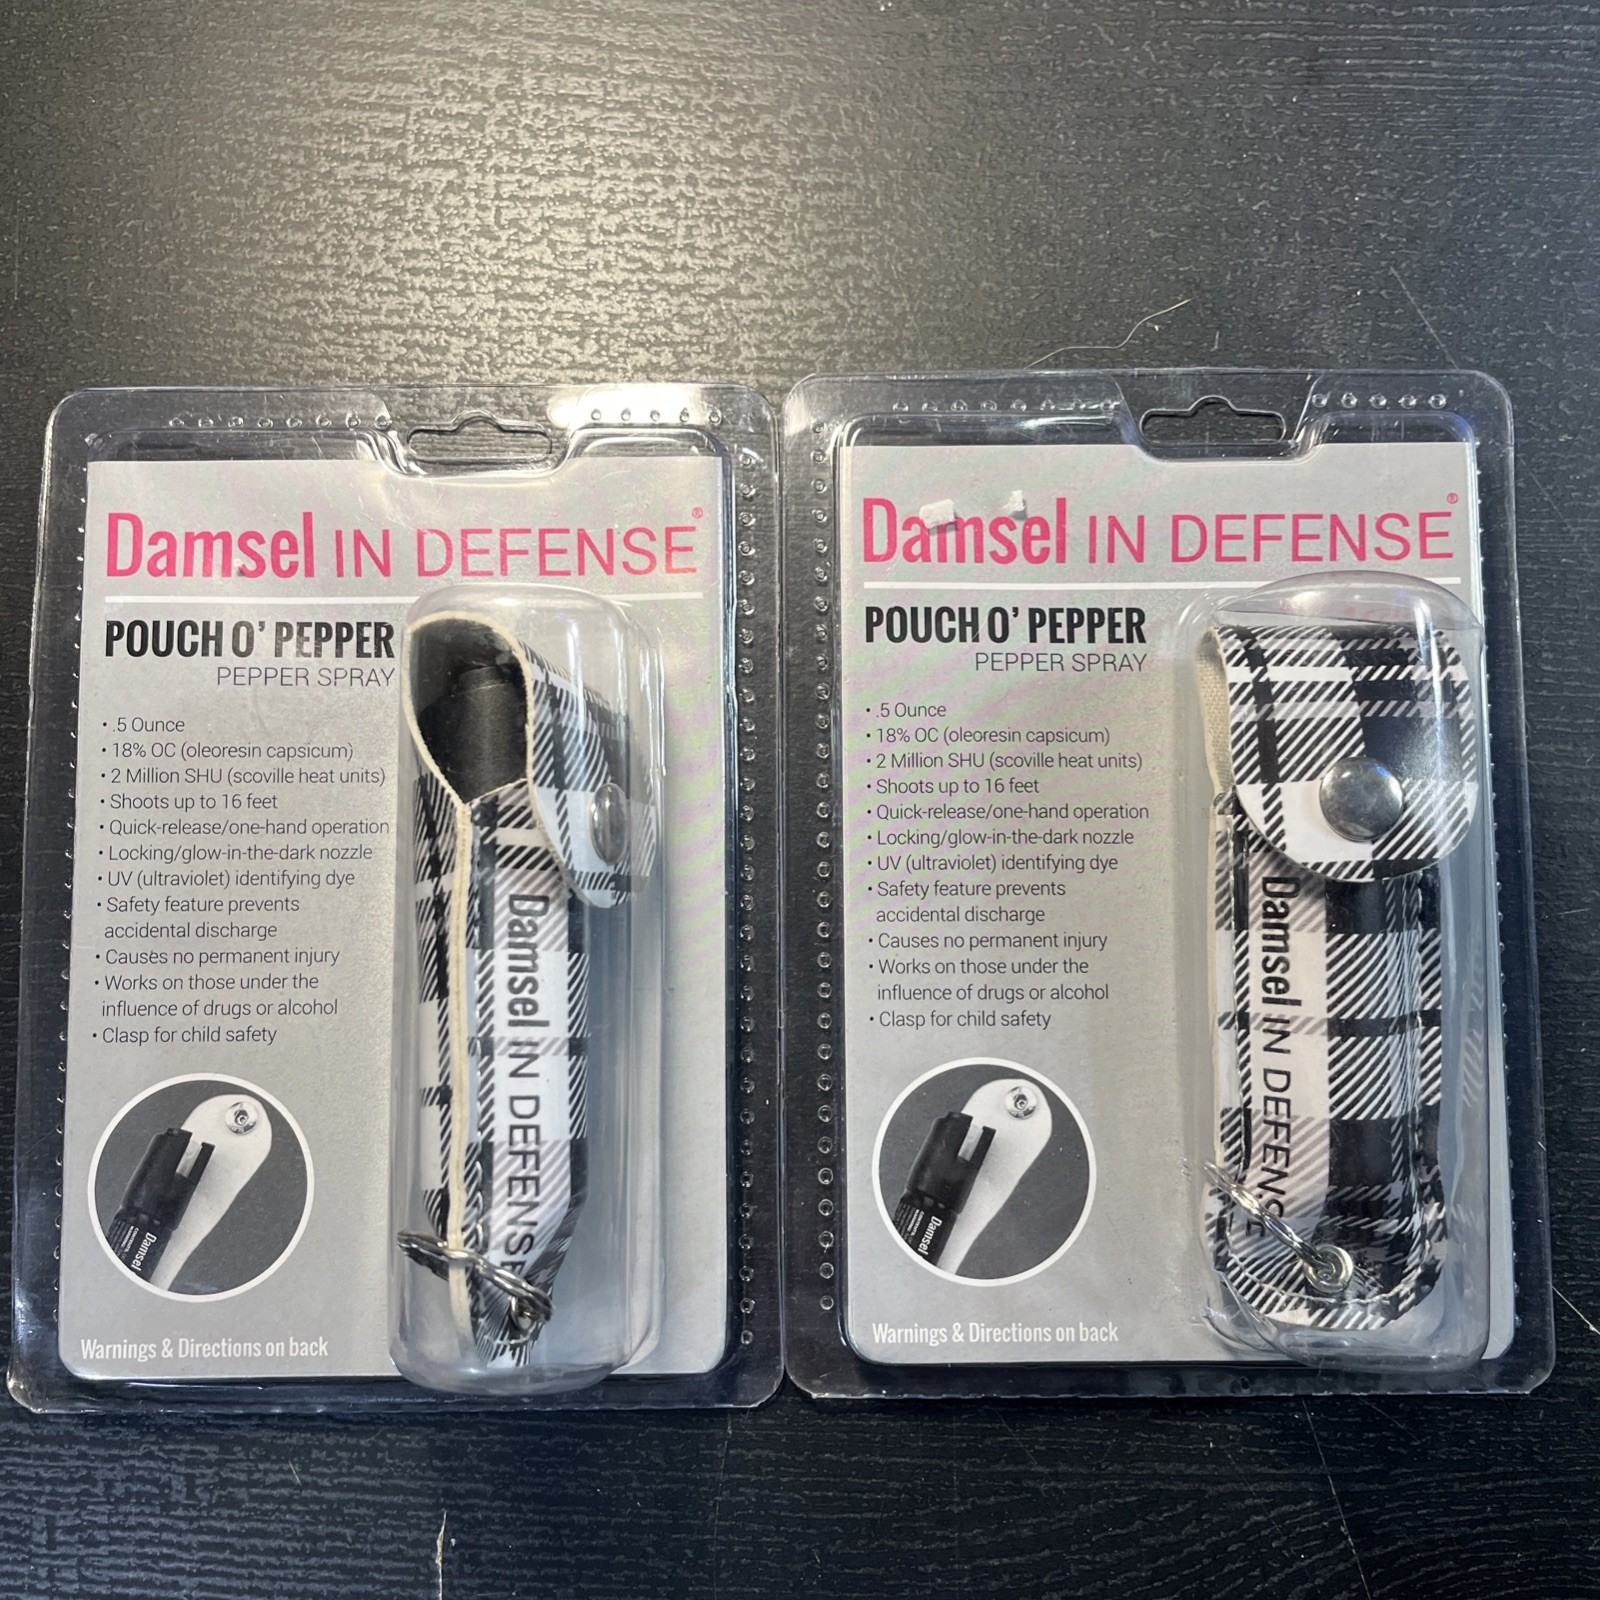 Damsel IN DEFENSE®
POUCH O' PEPPER
PEPPER SPRAY
• .5 Ounce
• 18% OC (oleoresin capsicum)
• 2 Million SHU (scoville heat units)
• Shoots up to 16 feet
• Quick-release/one-hand operation
• Locking/glow-in-the-dark nozzle
• UV (ultraviolet) identifying dye
• Safety feature prevents
accidental discharge
• Causes no permanent injury
• Works on those under the
influence of drugs or alcohol
• Clasp for child safety
Damsel
Warnings & Directions on back
Damsel IN DEFENSE
Damsel IN DEFENSE®
POUCH O' PEPPER
PEPPER SPRAY
• .5 Ounce
• 18% OC (oleoresin capsicum)
• 2 Million SHU (scoville heat units)
• Shoots up to 16 feet
• Quick-release/one-hand operation
• Locking/glow-in-the-dark nozzle
• UV (ultraviolet) identifying dye
• Safety feature prevents
accidental discharge
• Causes no permanent injury
• Works on those under the
influence of drugs or alcohol
• Clasp for child safety
Damsel
Warnings & Directions on back
Damsel IN DEFENSE